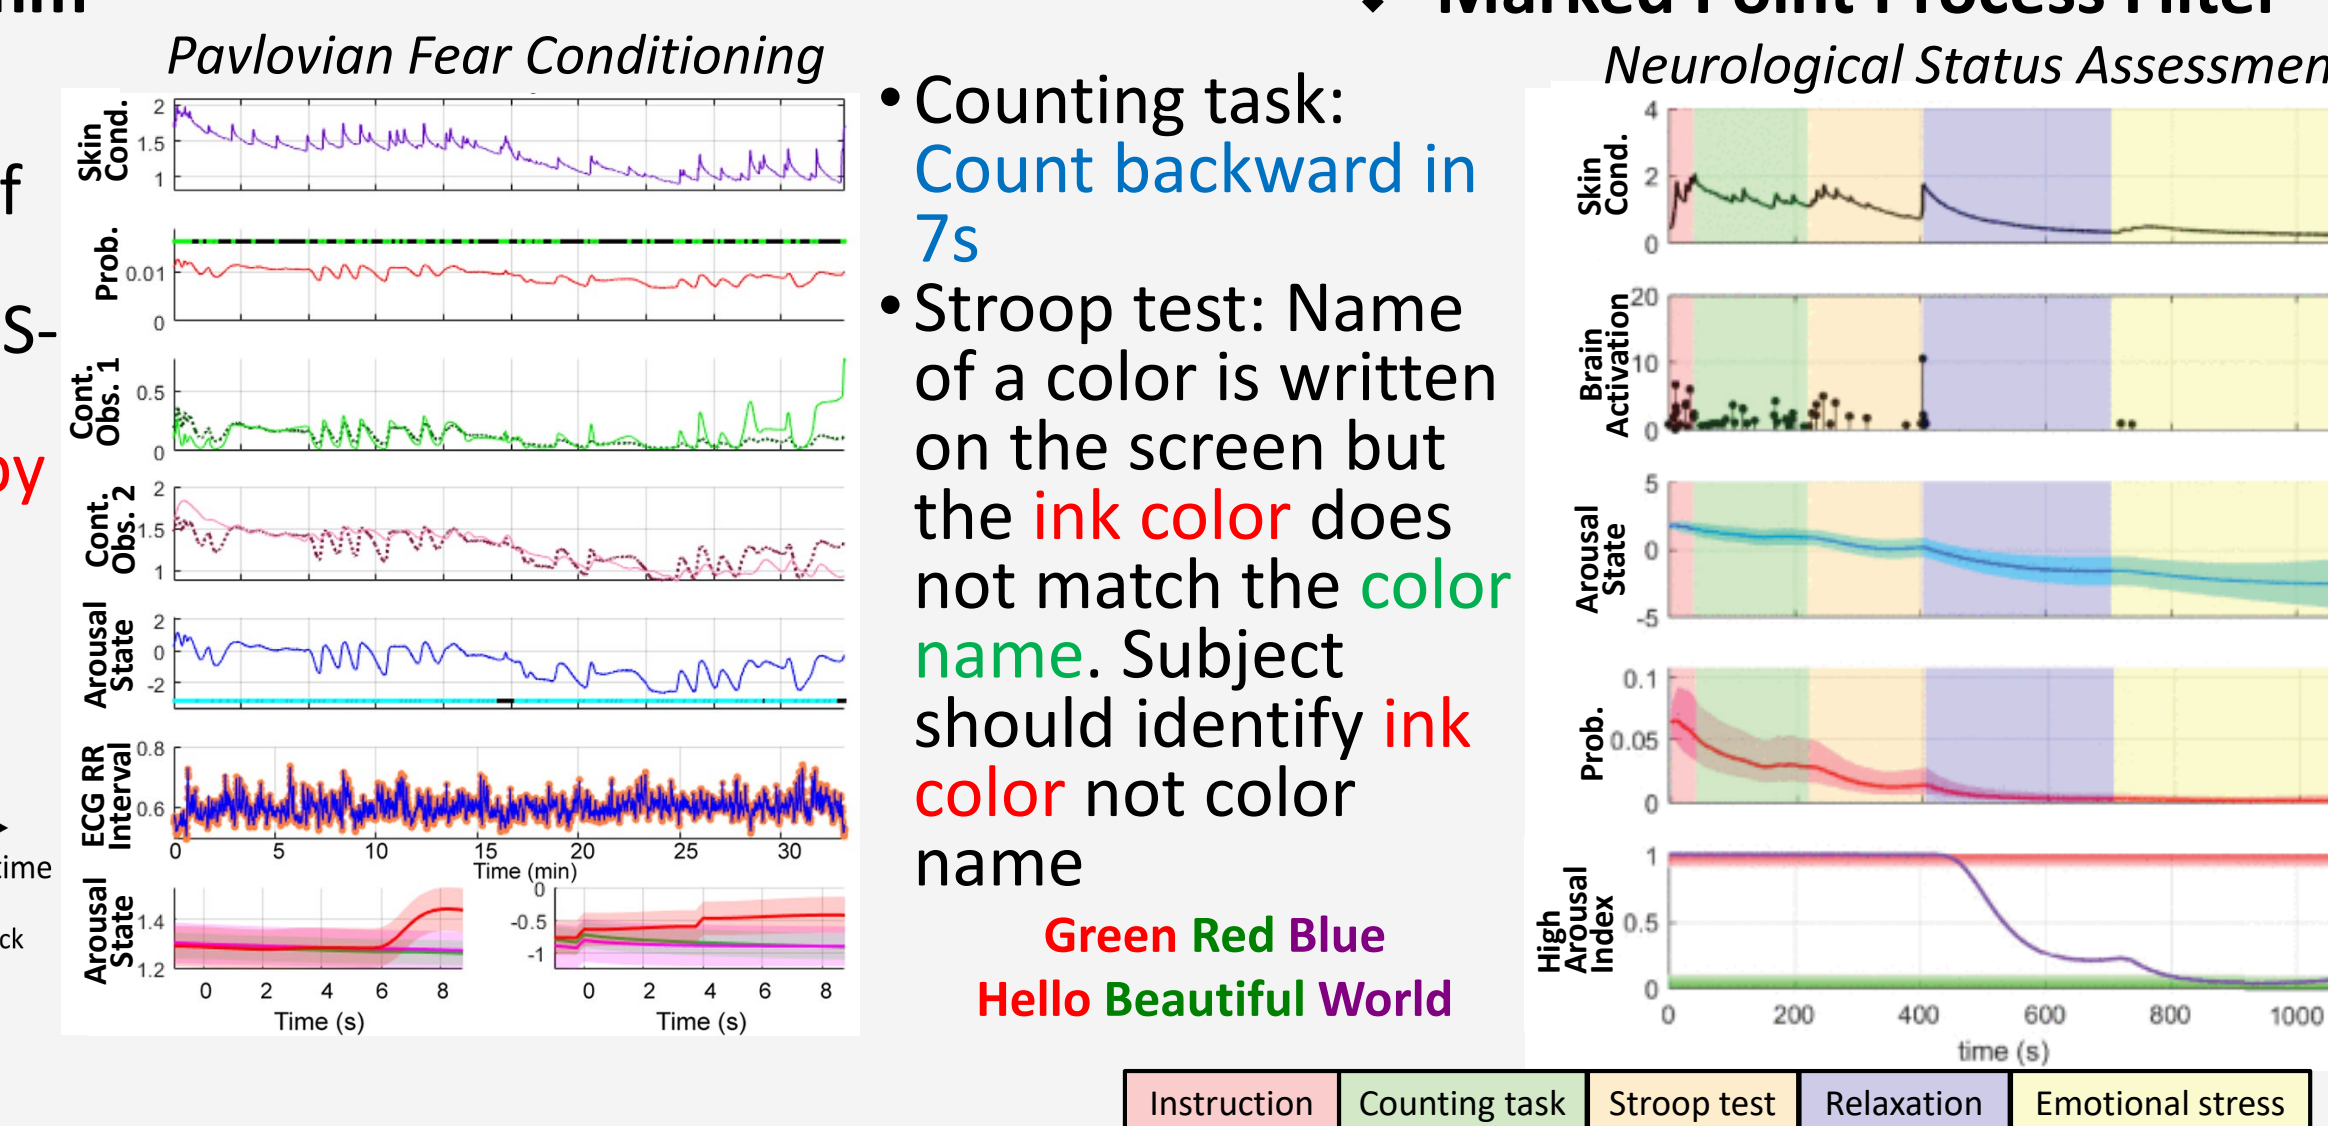 Marked Point Process Filter
Pavlovian Fear Conditioning
f
S-
by
time
ck
Skin
Cond.
2
1.5
1
Prob.
0.01
0
Cont.
Obs. 1
0.5
0
Cont.
Obs. 2
2
1.5
1
Arousal
State
2
0
-2
ECG RR
Interval
0.8
0.6
0 5 10 15 20 25 30
Time (min)
Arousal
State
1.4
1.2
0 2 4 6 8
Time (s)
0
-0.5
-1
0 2 4 6 8
Time (s)
• Counting task:
Count backward in
7s
• Stroop test: Name
of a color is written
on the screen but
the ink color does
not match the color
name. Subject
should identify ink
color not color
name
Green Red Blue
Hello Beautiful World
Neurological Status Assessmen
Skin
Cond.
4
2
0
Brain
Activation
20
10
0
Arousal
State
5
0
-5
Prob.
0.1
0.05
0
High
Arousal
Index
1
0.5
0
0 200 400 600 800 1000
time (s)
Instruction Counting task Stroop test Relaxation Emotional stress